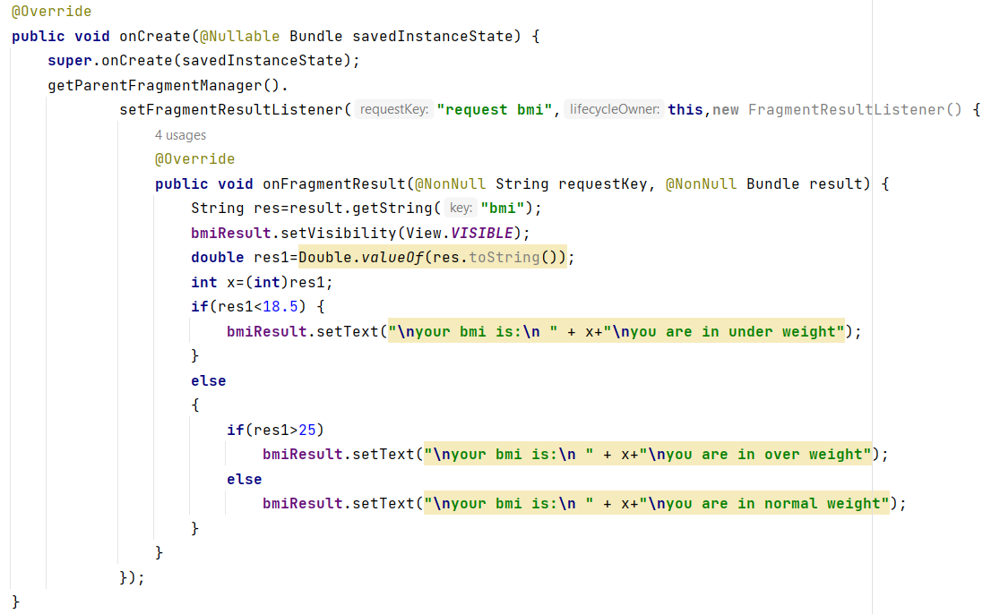 @Override
public void onCreate(@Nullable Bundle savedInstanceState) {
super.onCreate(savedInstanceState);
getParentFragmentManager().
setFragmentResultListener( requestKey: "request bmi", lifecycleOwner: this,new FragmentResultListener() {
4 usages
@Override
public void onFragmentResult(@NonNull String requestKey, @NonNull Bundle result) {
String res=result.getString( key: "bmi");
bmiResult.setVisibility(View.VISIBLE);
double res1=Double.valueOf(res.toString());
int x=(int)res1;
if(res1<18.5) {
bmiResult.setText("\nyour bmi is:\n " + x+"\nyou are in under weight");
}
else
{
if(res1>25)
bmiResult.setText("\nyour bmi is:\n " + x+"\nyou are in over weight");
else
bmiResult.setText("\nyour bmi is:\n " + x+"\nyou are in normal weight");
}
}
});
}